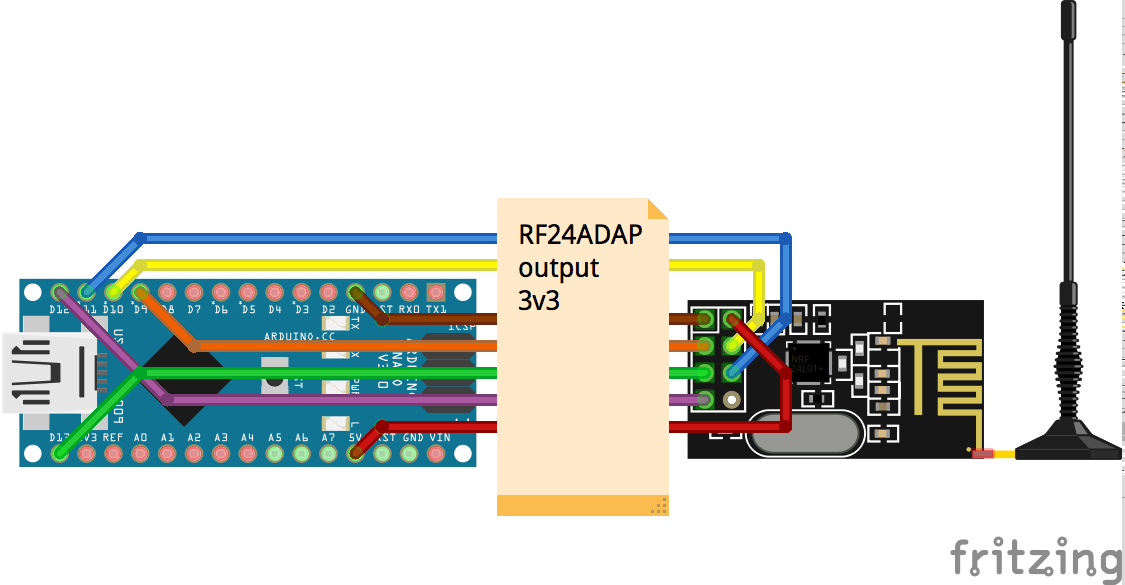 RF24ADAP
output
3v3
D12 D11 D10 D9 D8 D7 D6 D5 D4 D3 D2 GND RST RX0 TX1
ARDUINO.CC
TX
ICSP
ARDUINO
NANO
V3.0
USB
NRF
24L01+
D13 3V3 REF A0 A1 A2 A3 A4 A5 A6 A7 5V RST GND VIN
L
fritzing